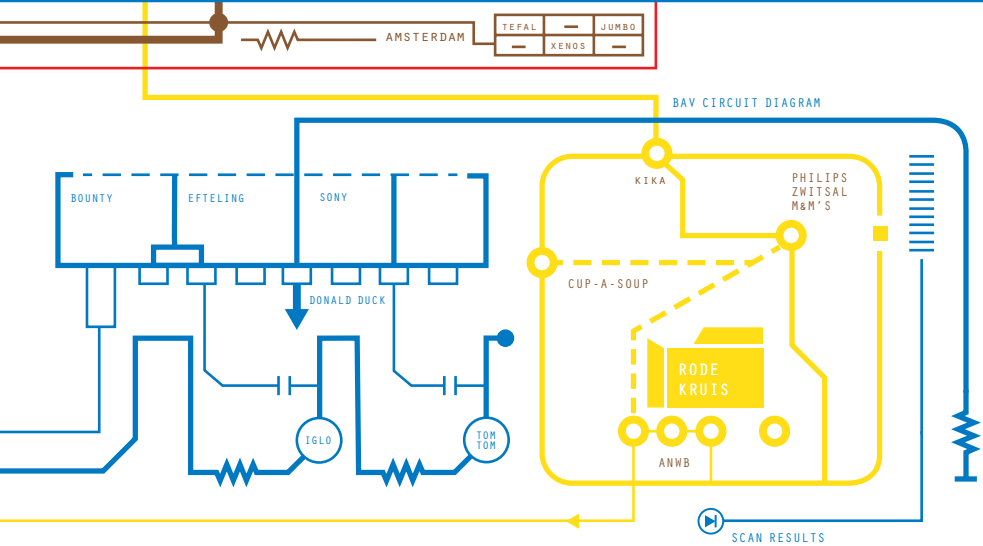 TEFAL
JUMBO
AMSTERDAM
XENOS
BAV CIRCUIT DIAGRAM
KIKA
PHILIPS
ZWITSAL
M&M'S
BOUNTY
EFTELING
SONY
CUP-A-SOUP
DONALD DUCK
RODE
KRUIS
IGLO
TOM
TOM
ANWB
SCAN RESULTS